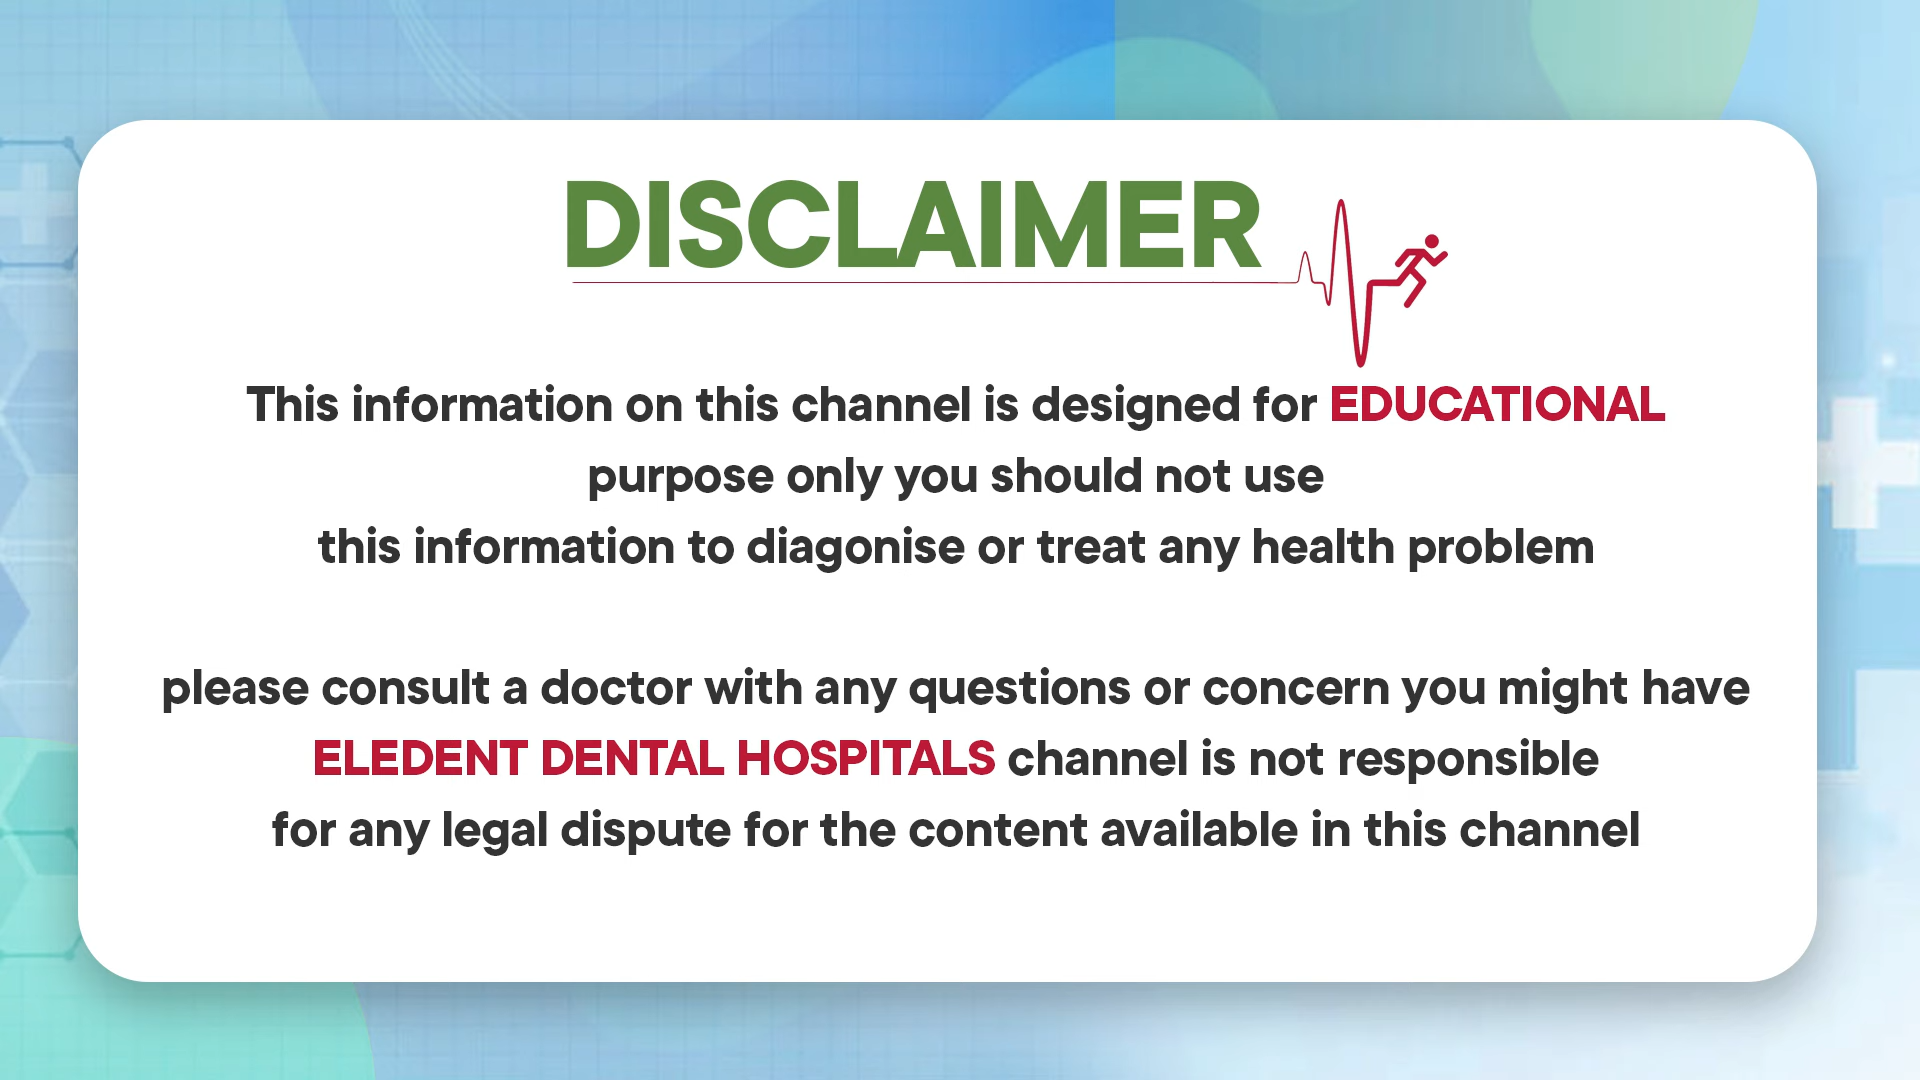 DISCLAIMER
This information on this channel is designed for EDUCATIONAL
purpose only you should not use
this information to diagonise or treat any health problem
please consult a doctor with any questions or concern you might have
ELEDENT DENTAL HOSPITALS channel is not responsible
for any legal dispute for the content available in this channel